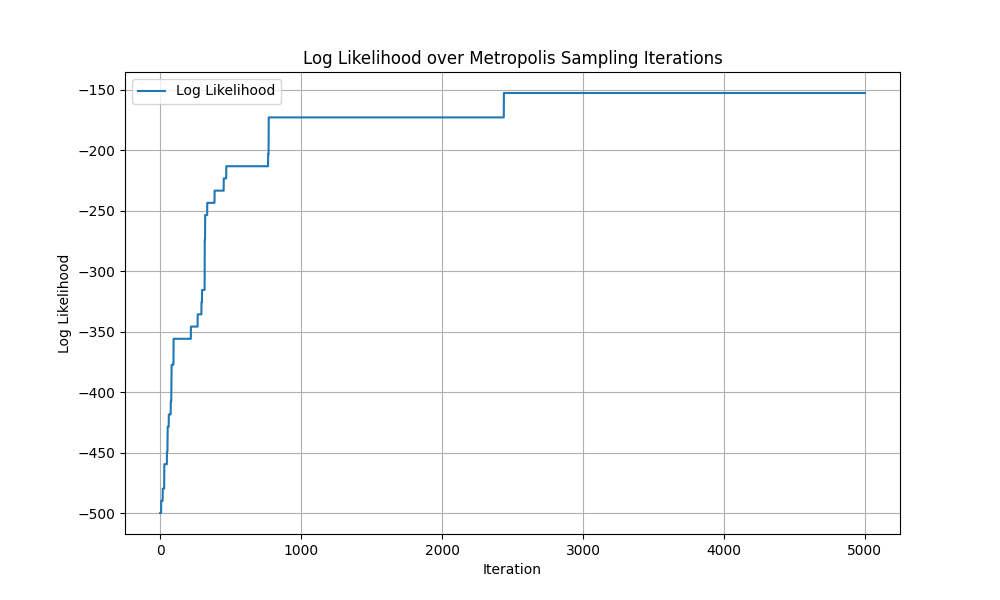 Log Likelihood over Metropolis Sampling Iterations
Log Likelihood
−150
−200
−250
−300
−350
−400
−450
−500
Log Likelihood
0 1000 2000 3000 4000 5000
Iteration